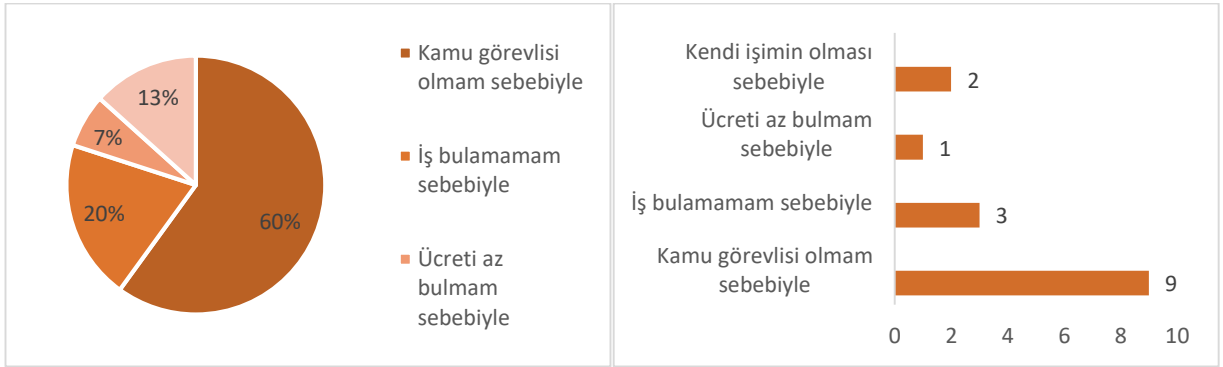 13%
7%
20%
60%
Kamu görevlisi
olmam sebebiyle
İş bulamamam
sebebiyle
Ücreti az
bulmam
sebebiyle
Kendi işimin olması
sebebiyle
2
Ücreti az bulmam
sebebiyle
1
İş bulamamam sebebiyle
3
Kamu görevlisi olmam
sebebiyle
9
0 2 4 6 8 10